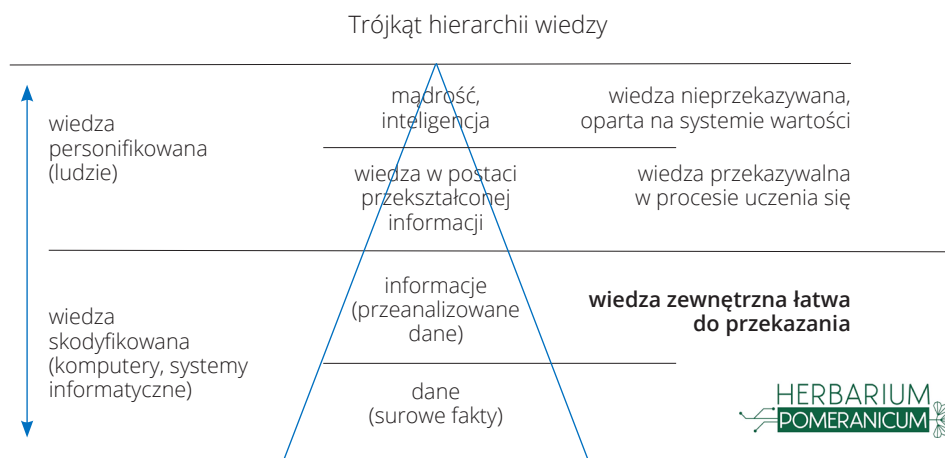 Trójkąt hierarchii wiedzy
wiedza
personifikowana
(ludzie)
mądrość,
inteligencja
wiedza nieprzekazywana,
oparta na systemie wartości
wiedza w postaci
przekształconej
informacji
wiedza przekazywalna
w procesie uczenia się
wiedza
skodyfikowana
(komputery, systemy
informatyczne)
informacje
(przeanalizowane
dane)
wiedza zewnętrzna łatwa
do przekazania
dane
(surowe fakty)
HERBARIUM
POMERANICUM